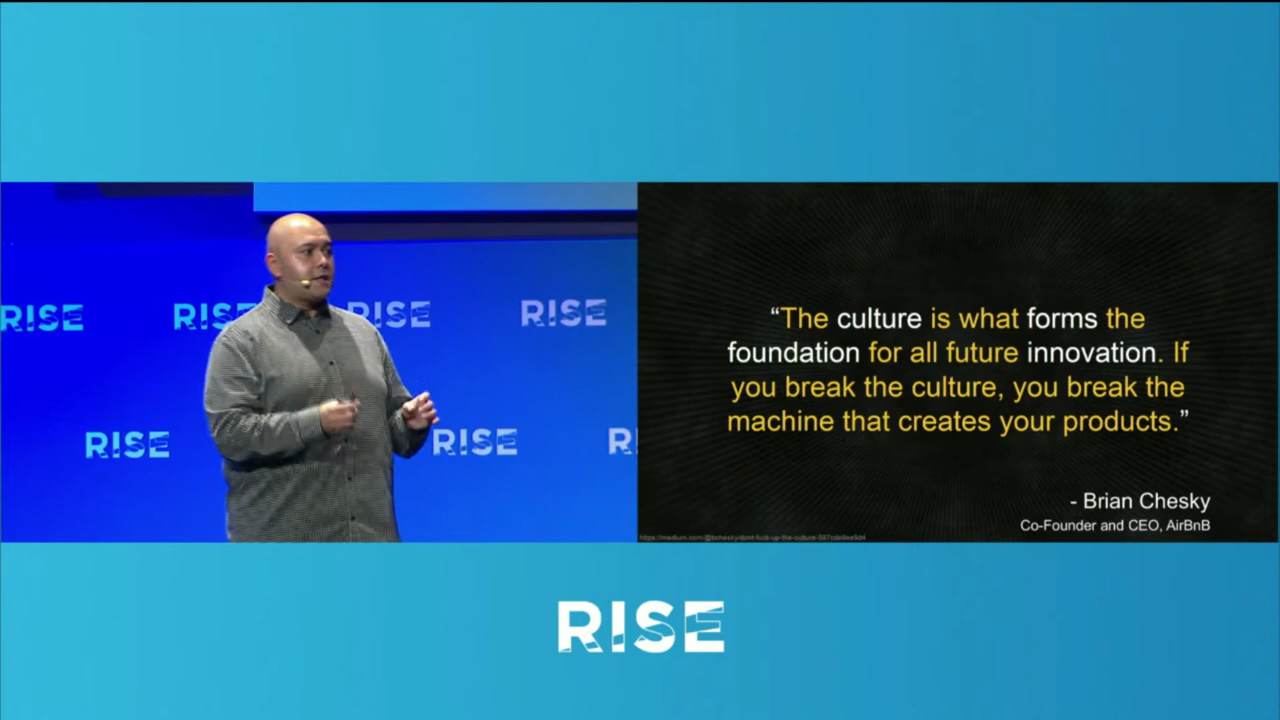 RISE RISE RISE RISE
RISE RISE R
“The culture is what forms the
foundation for all future innovation. If
you break the culture, you break the
machine that creates your products.”
- Brian Chesky
Co-Founder and CEO, AirBnB
RISE